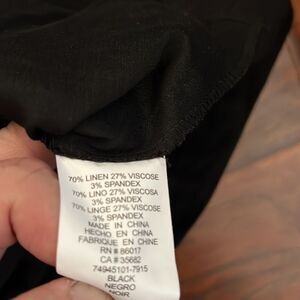 70% LINEN 27% VISCOSE
3% SPANDEX
70% LINO 27% VISCOSA
3% SPANDEX
70% LINGE 27% VISCOSE
3% SPANDEX
MADE IN CHINA
HECHO EN CHINA
FABRIQUE EN CHINE
RN # 86017
CA # 35682
74945101-7915
BLACK
NEGRO
NOIR